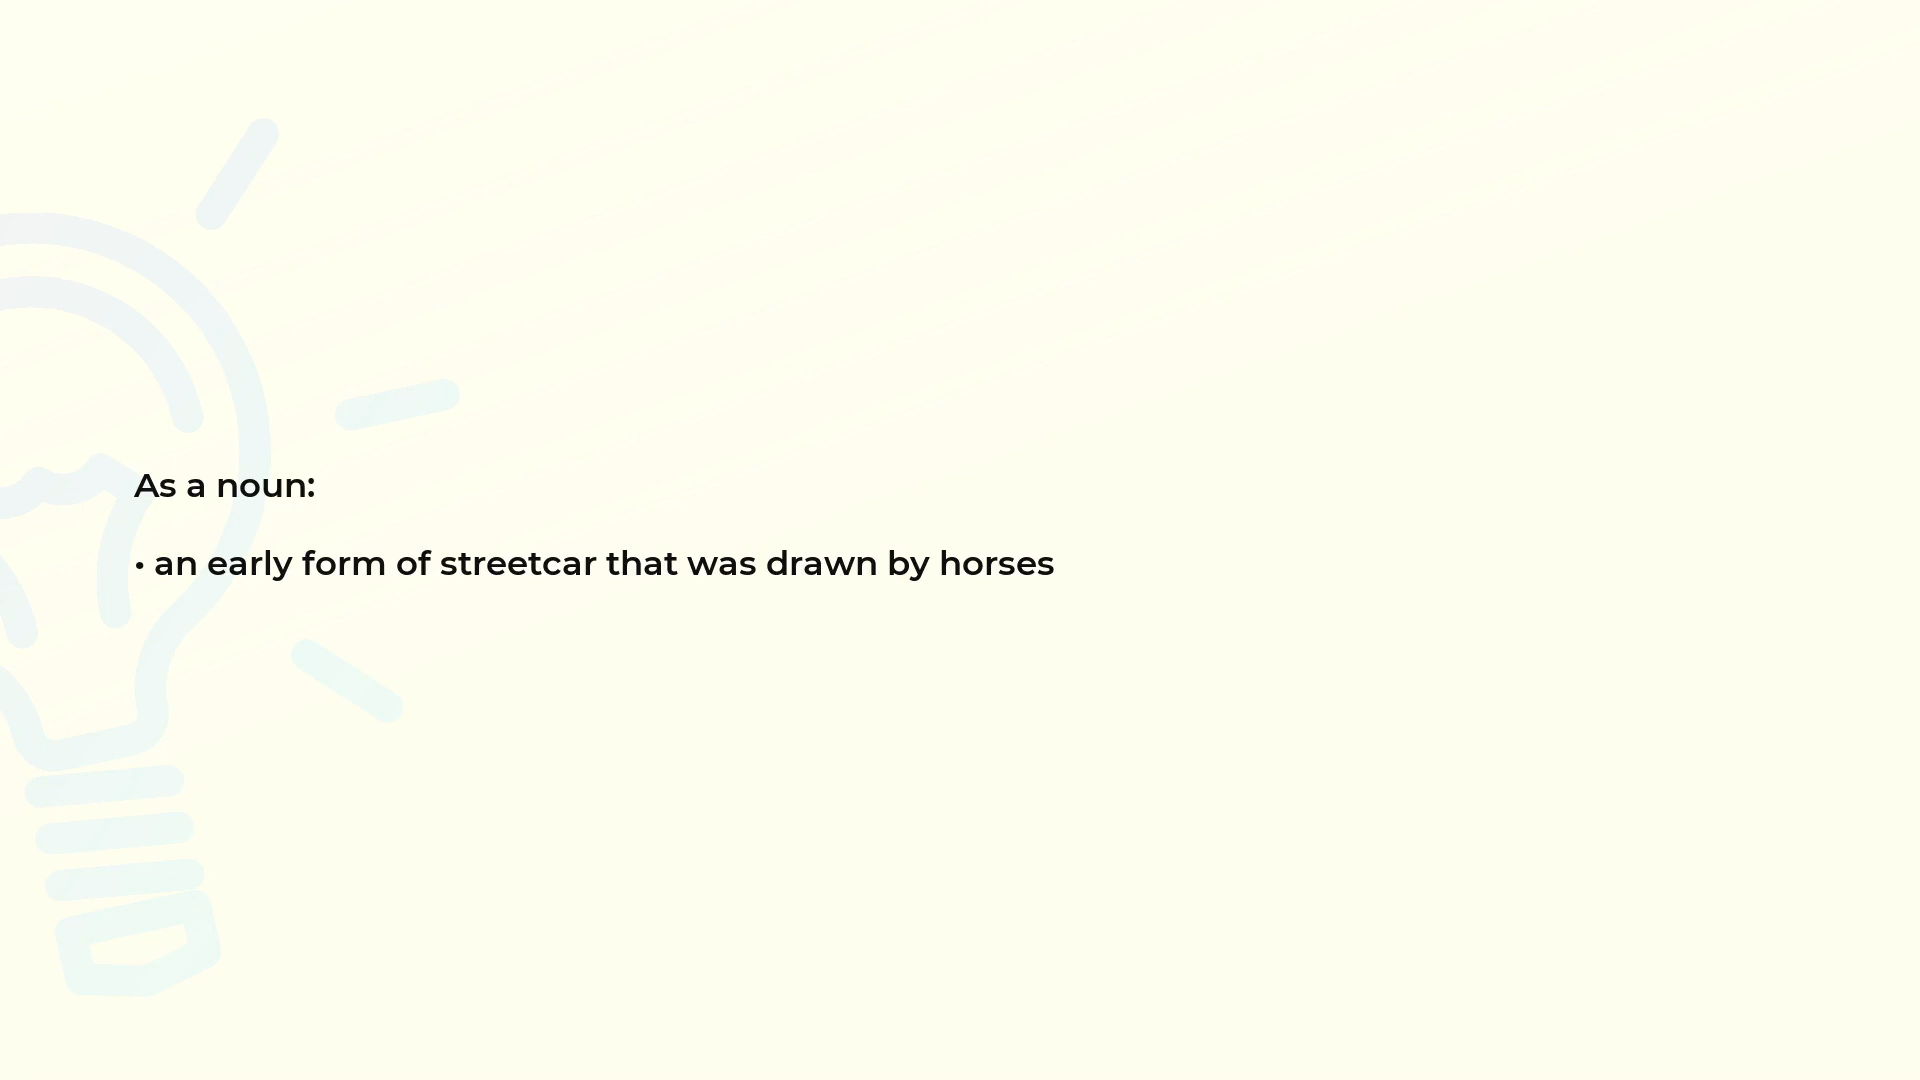 As a noun:
• an early form of streetcar that was drawn by horses